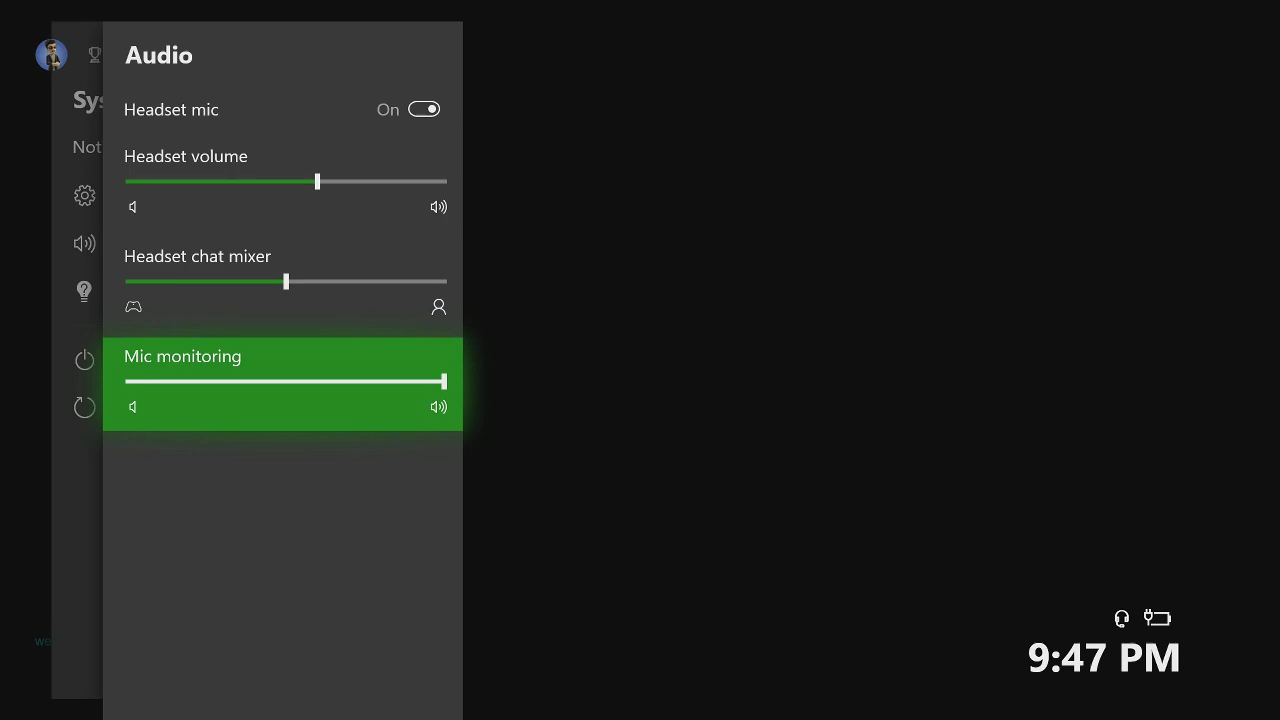 Audio
Headset mic On
Headset volume
Headset chat mixer
Mic monitoring
9:47 PM